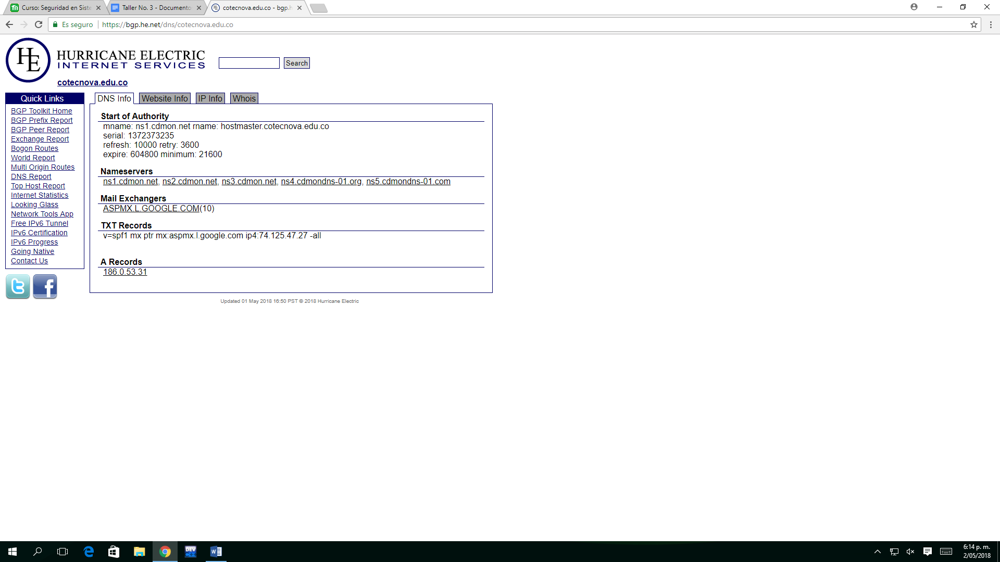 Curso: Seguridad en Siste
Taller No. 3 - Documento
cotecnova.edu.co - bgp.h
Es seguro
https://bgp.he.net/dns/cotecnova.edu.co
HE
HURRICANE ELECTRIC
INTERNET SERVICES
Search
cotecnova.edu.co
Quick Links
BGP Toolkit Home
BGP Prefix Report
BGP Peer Report
Exchange Report
Bogon Routes
World Report
Multi Origin Routes
DNS Report
Top Host Report
Internet Statistics
Looking Glass
Network Tools App
Free IPv6 Tunnel
IPv6 Certification
IPv6 Progress
Going Native
Contact Us
DNS Info
Website Info
IP Info
Whois
Start of Authority
mname: ns1.cdmon.net rname: hostmaster.cotecnova.edu.co
serial: 1372373235
refresh: 10000 retry: 3600
expire: 604800 minimum: 21600
Nameservers
ns1.cdmon.net, ns2.cdmon.net, ns3.cdmon.net, ns4.cdmondns-01.org, ns5.cdmondns-01.com
Mail Exchangers
ASPMX.L.GOOGLE.COM(10)
TXT Records
v=spf1 mx ptr mx:aspmx.l.google.com ip4:74.125.47.27 -all
A Records
186.0.53.31
Updated 01 May 2018 16:50 PST © 2018 Hurricane Electric
DEV
C++
6:14 p. m.
2/05/2018